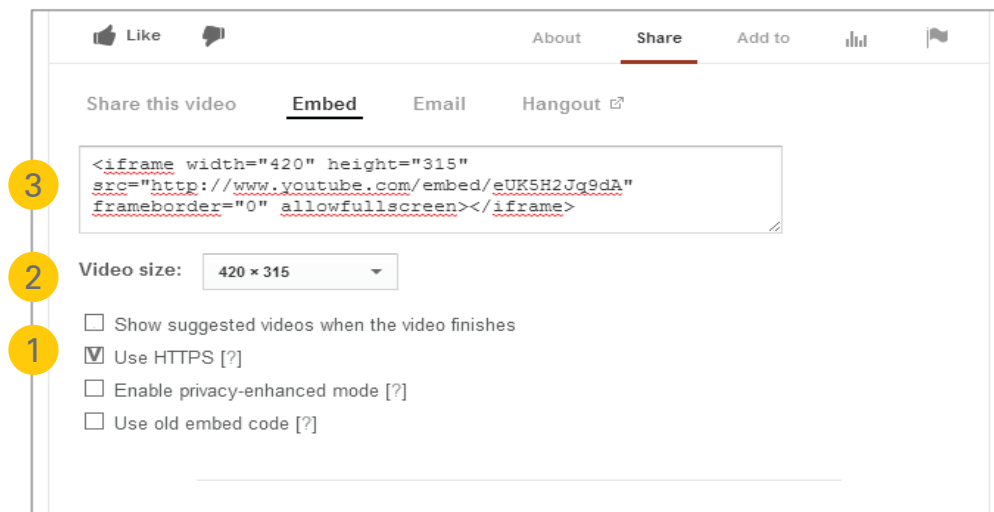 Like About Share Add to
Share this video Embed Email Hangout
3
<iframe width="420" height="315"
src="http://www.youtube.com/embed/eUK5H2Jq9dA"
frameborder="0" allowfullscreen></iframe>
2 Video size: 420 × 315
Show suggested videos when the video finishes
1 Use HTTPS [?]
Enable privacy-enhanced mode [?]
Use old embed code [?]